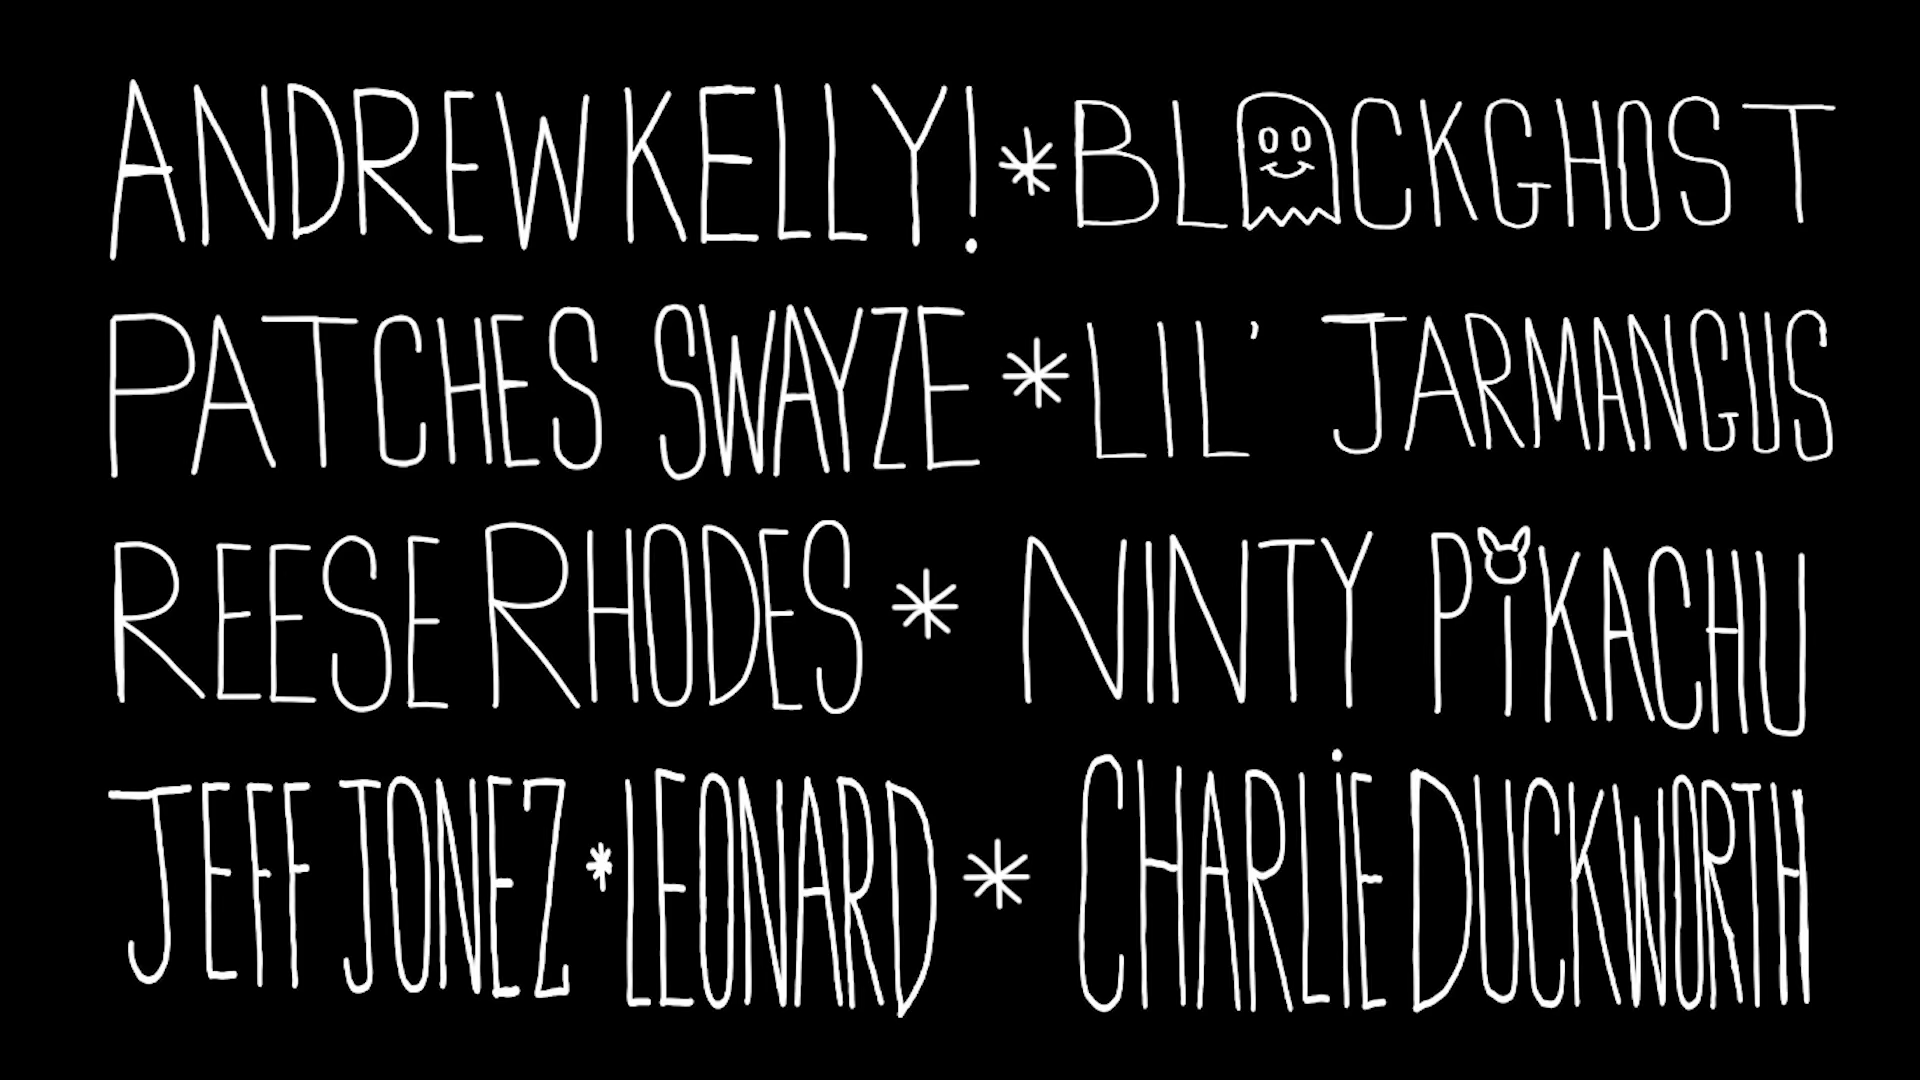 ANDREW KELLY! * BLACKGHOST
PATCHES SWAYZE * LIL' JARMANGUS
REESE RHODES * NINTY PIKACHU
JEFF JONEZ * LEONARD * CHARLIE DUCKWORTH